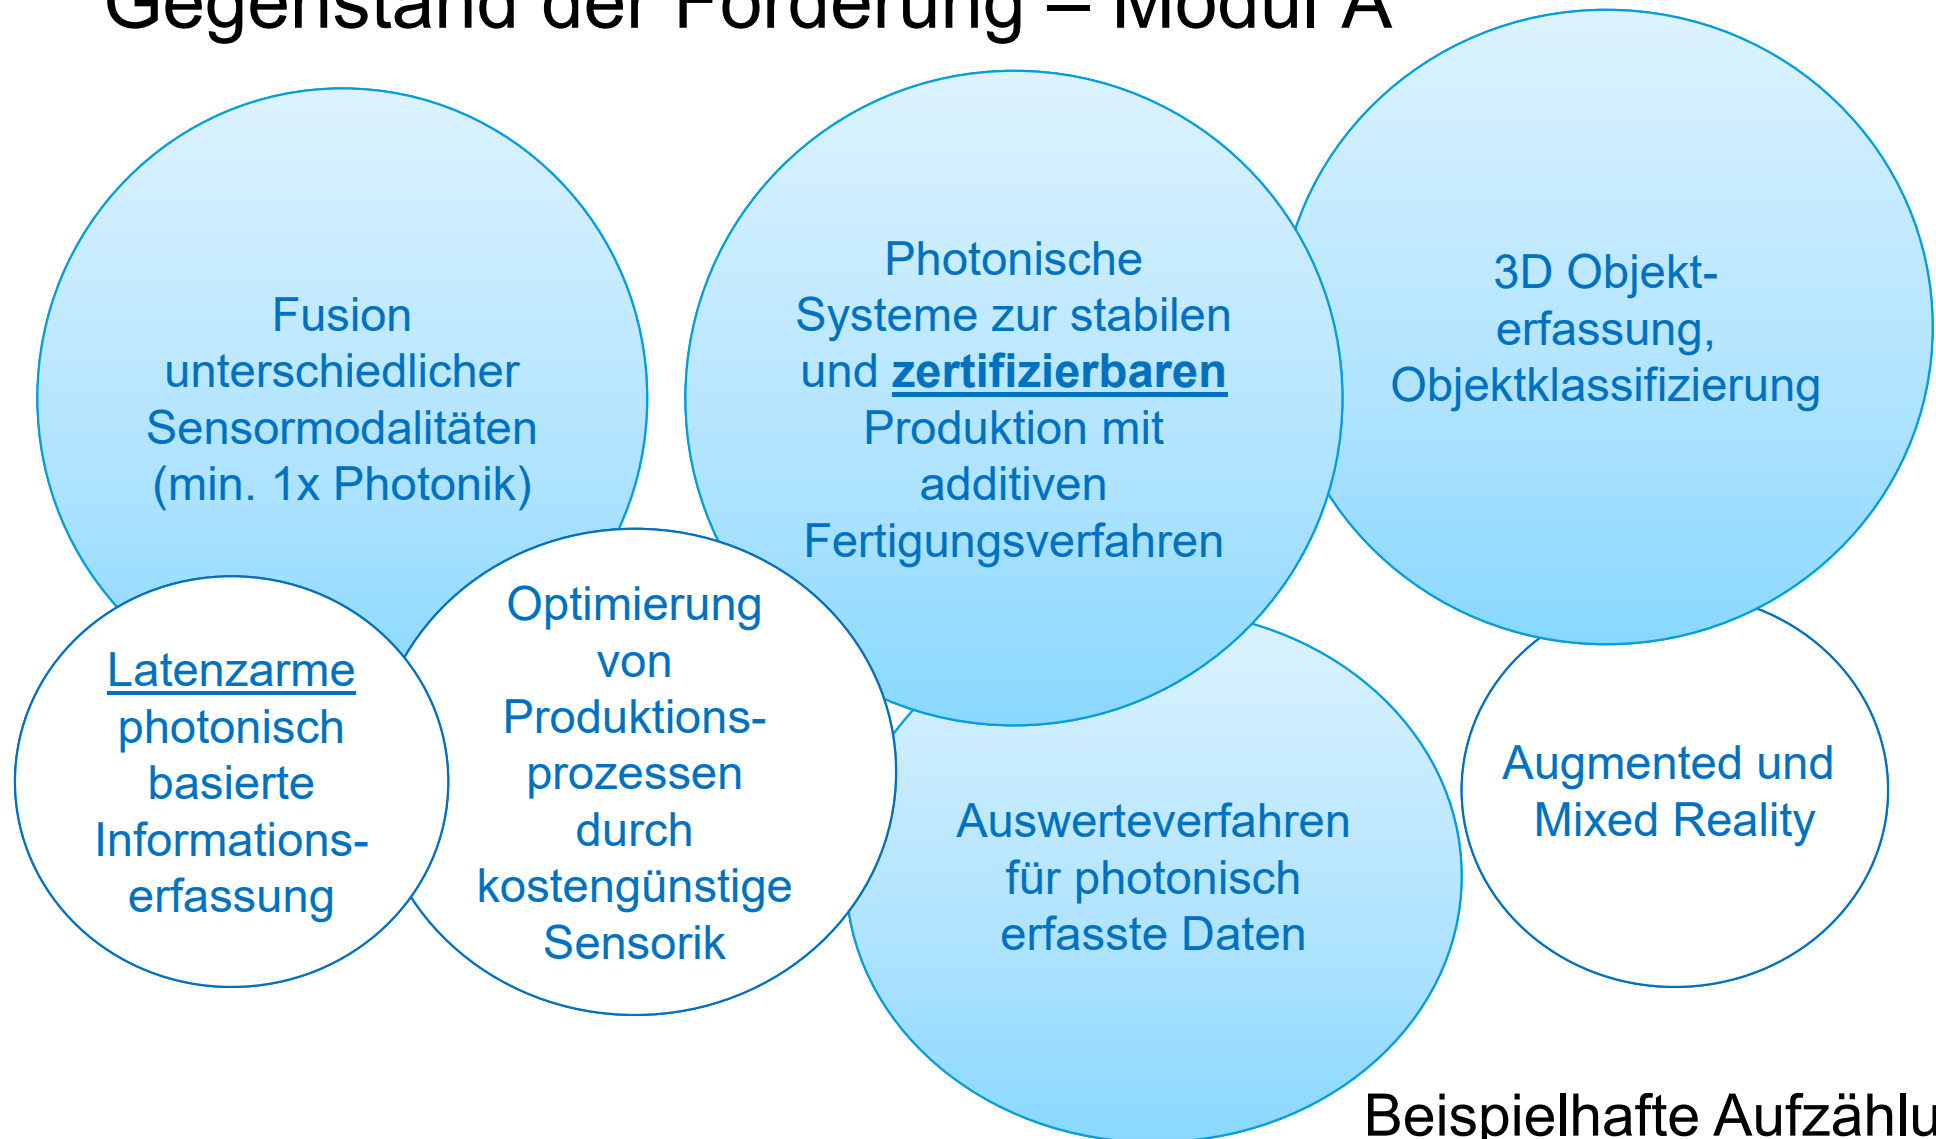 Gegenstand der Förderung – Modul A
Fusion
unterschiedlicher
Sensormodalitäten
(min. 1x Photonik)
Photonische
Systeme zur stabilen
und zertifizierbaren
Produktion mit
additiven
Fertigungsverfahren
3D Objekt-
erfassung,
Objektklassifizierung
Latenzarme
photonisch
basierte
Informations-
erfassung
Optimierung
von
Produktions-
prozessen
durch
kostengünstige
Sensorik
Auswerteverfahren
für photonisch
erfasste Daten
Augmented und
Mixed Reality
Beispielhafte